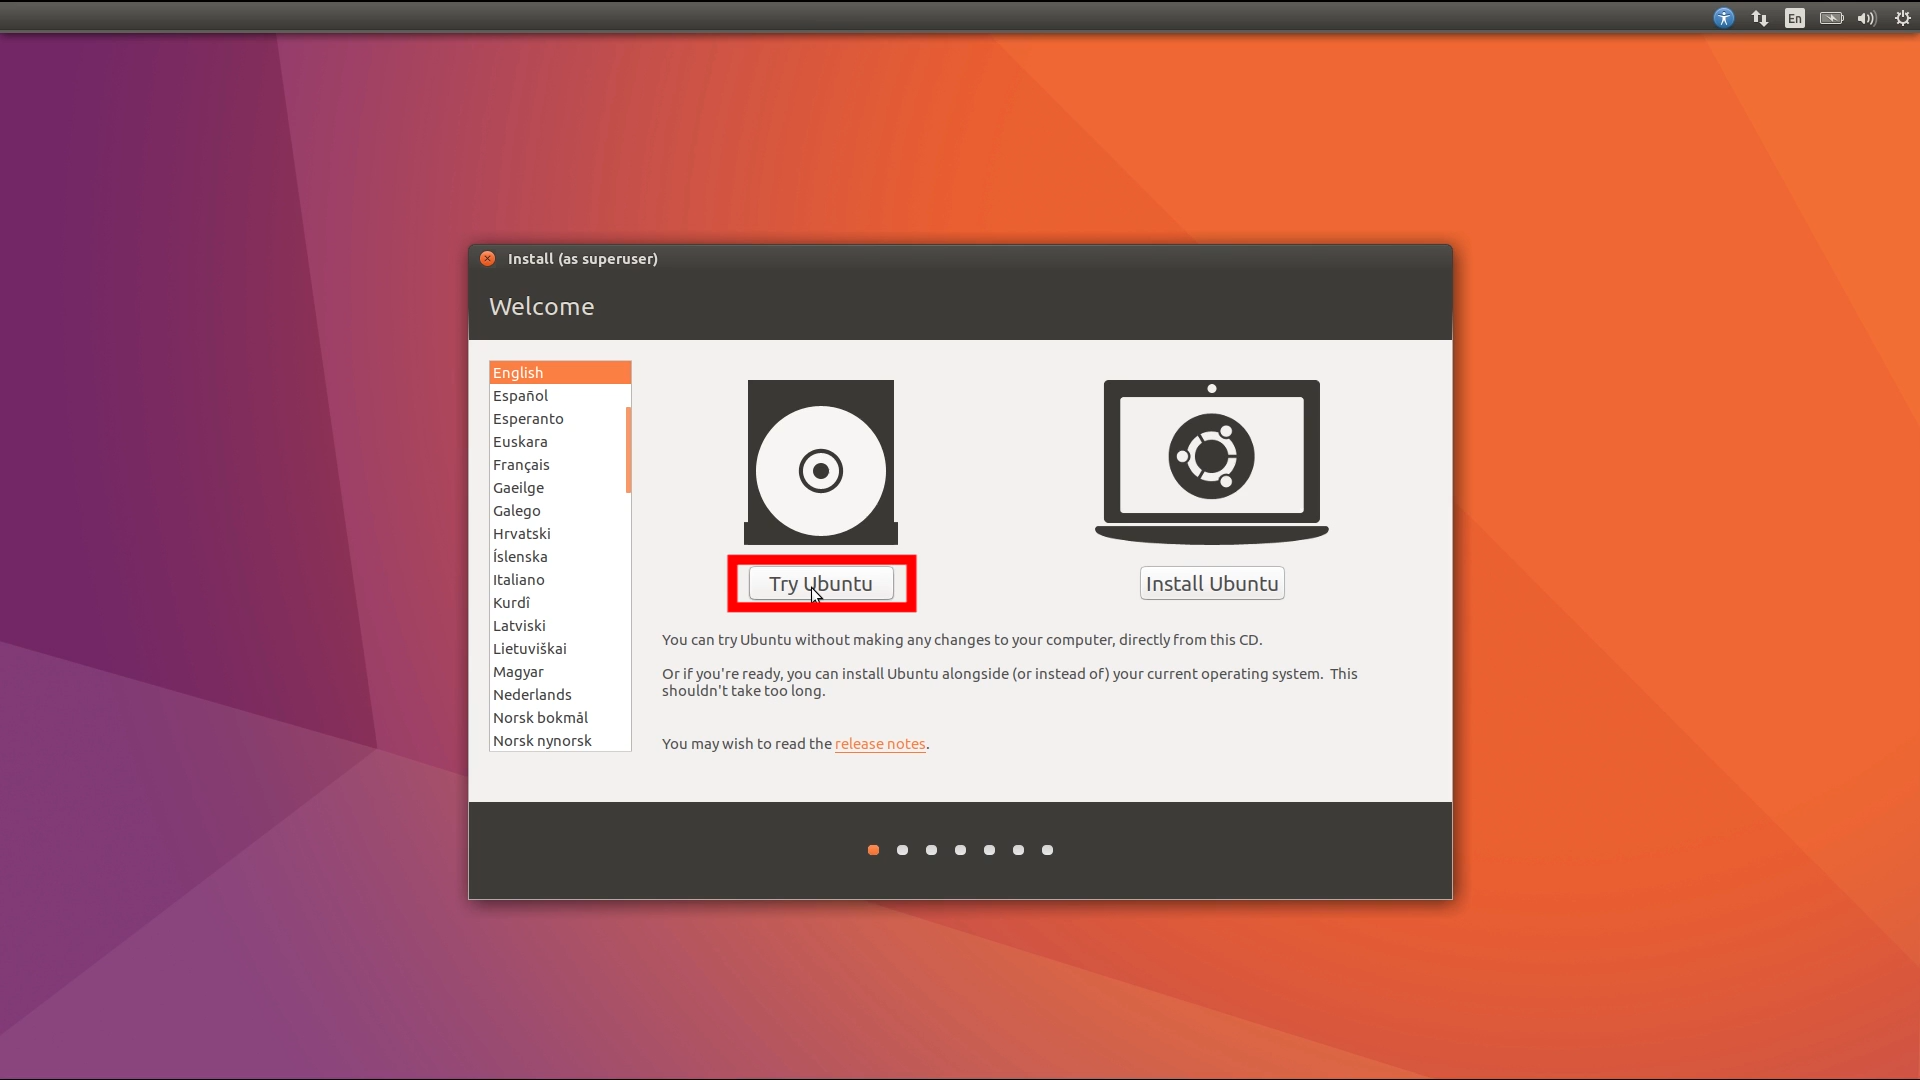 En
Install (as superuser)
Welcome
English
Español
Esperanto
Euskara
Français
Gaeilge
Galego
Hrvatski
Íslenska
Italiano
Kurdî
Latviski
Lietuviškai
Magyar
Nederlands
Norsk bokmål
Norsk nynorsk
Try Ubuntu
Install Ubuntu
You can try Ubuntu without making any changes to your computer, directly from this CD.
Or if you're ready, you can install Ubuntu alongside (or instead of) your current operating system. This
shouldn't take too long.
You may wish to read the release notes.